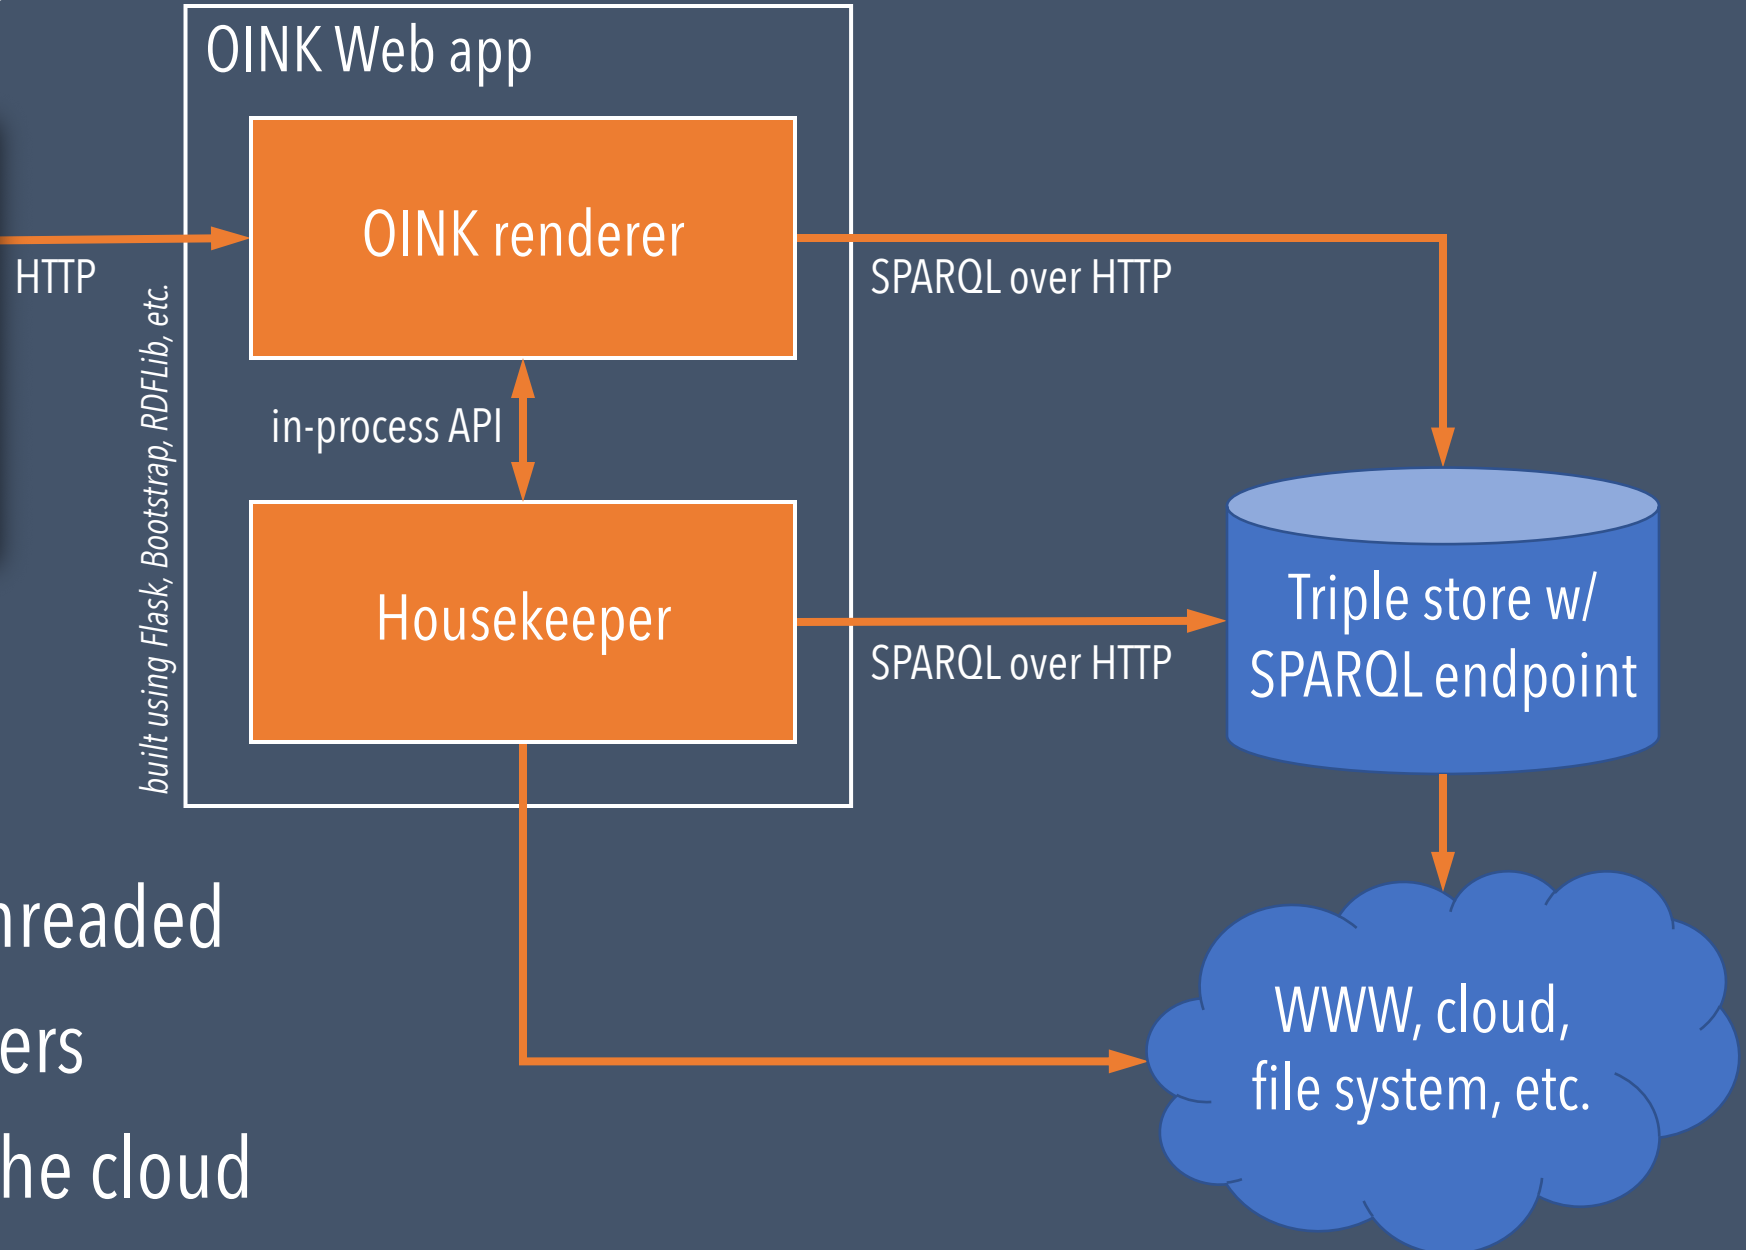 OINK Web app
OINK renderer
HTTP
SPARQL over HTTP
built using Flask, Bootstrap, RDFLib, etc.
in-process API
Housekeeper
SPARQL over HTTP
Triple store w/
SPARQL endpoint
WWW, cloud,
file system, etc.
cloud